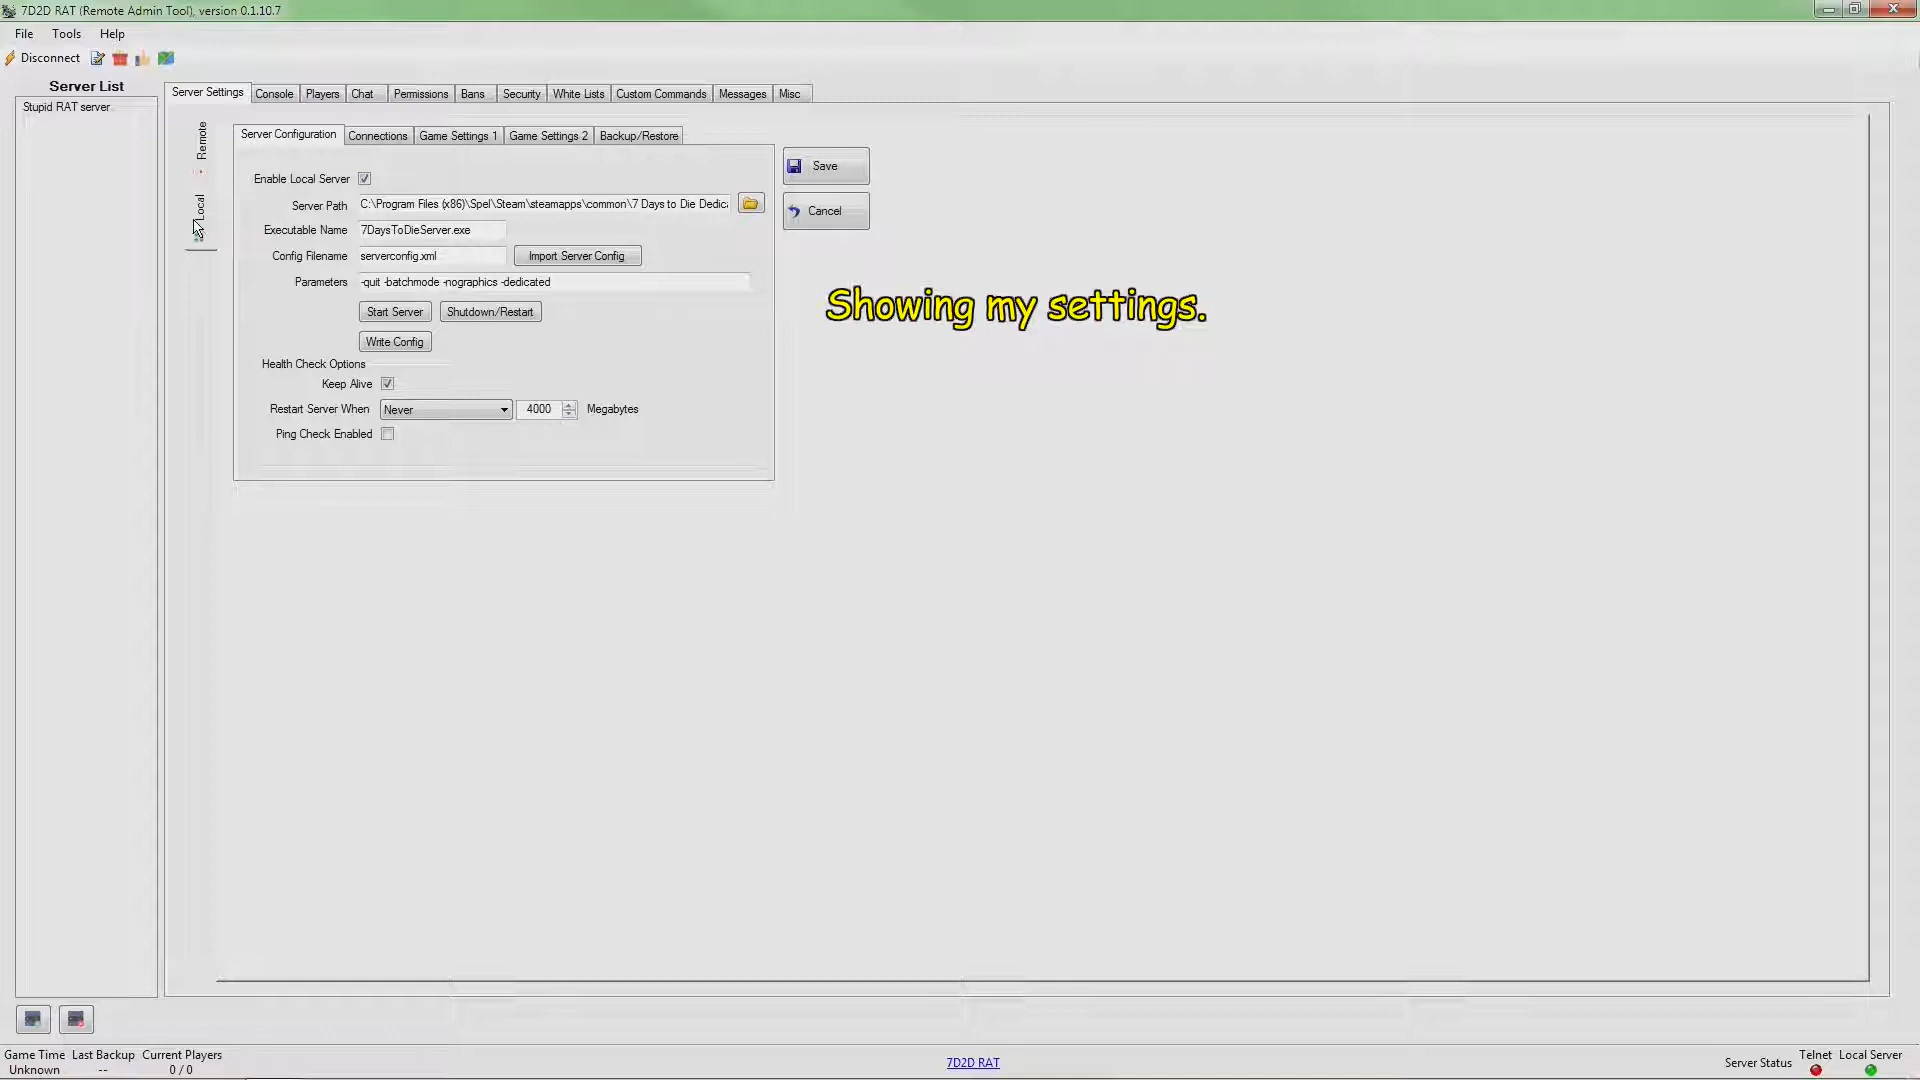 7D2D RAT (Remote Admin Tool), version 0.1.10.7
File Tools Help
Disconnect
Server List
Stupid RAT server
Server Settings Console Players Chat Permissions Bans Security White Lists Custom Commands Messages Misc
Remote
Local
Server Configuration Connections Game Settings 1 Game Settings 2 Backup/Restore
Enable Local Server
Server Path C:\Program Files (x86)\Spel\Steam\steamapps\common\7 Days to Die Dedica
Executable Name 7DaysToDieServer.exe
Config Filename serverconfig.xml Import Server Config
Parameters -quit -batchmode -nographics -dedicated
Start Server Shutdown/Restart
Write Config
Health Check Options
Keep Alive
Restart Server When Never 4000 Megabytes
Ping Check Enabled
Save
Cancel
Showing my settings.
Game Time Last Backup Current Players
Unknown -- 0 / 0
7D2D RAT
Server Status Telnet Local Server